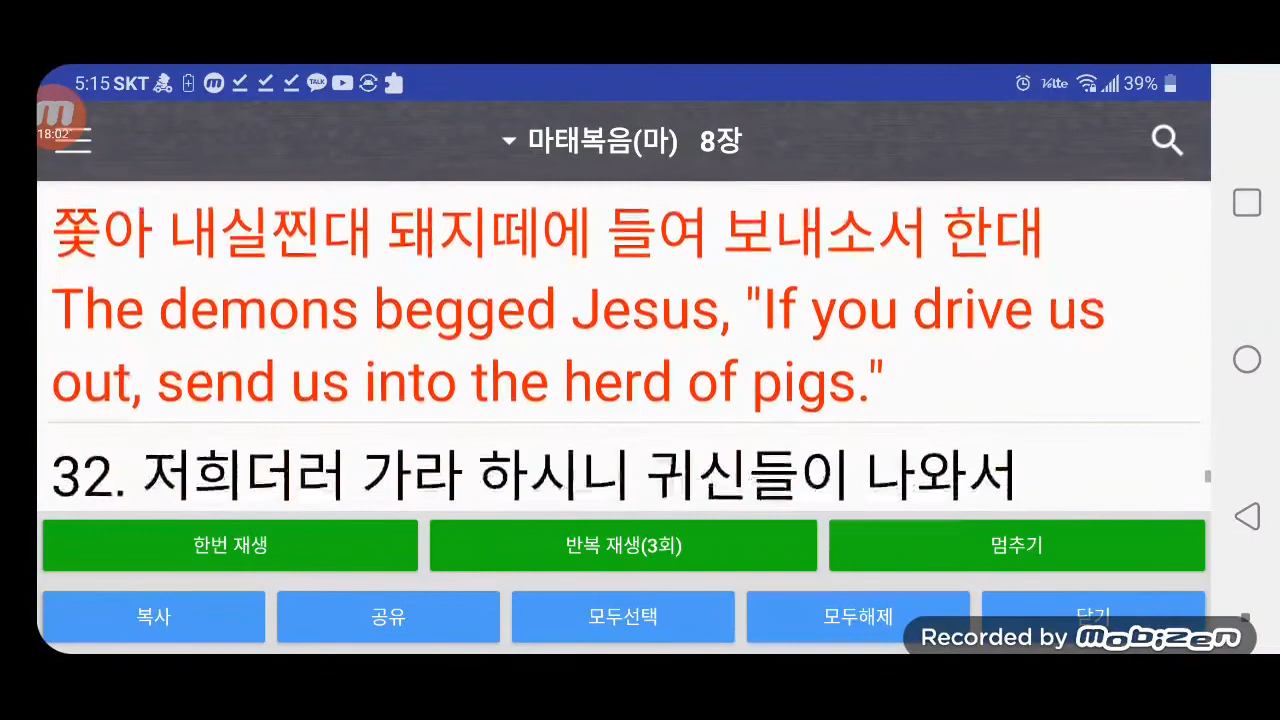 5:15 SKT TALK Volte 39%
18:02
마태복음(마) 8장
쫓아 내실찐대 돼지떼에 들여 보내소서 한대
The demons begged Jesus, "If you drive us
out, send us into the herd of pigs."
32. 저희더러 가라 하시니 귀신들이 나와서
한번 재생 반복 재생(3회) 멈추기
복사 공유 모두선택 모두해제 닫기
Recorded by mobizen